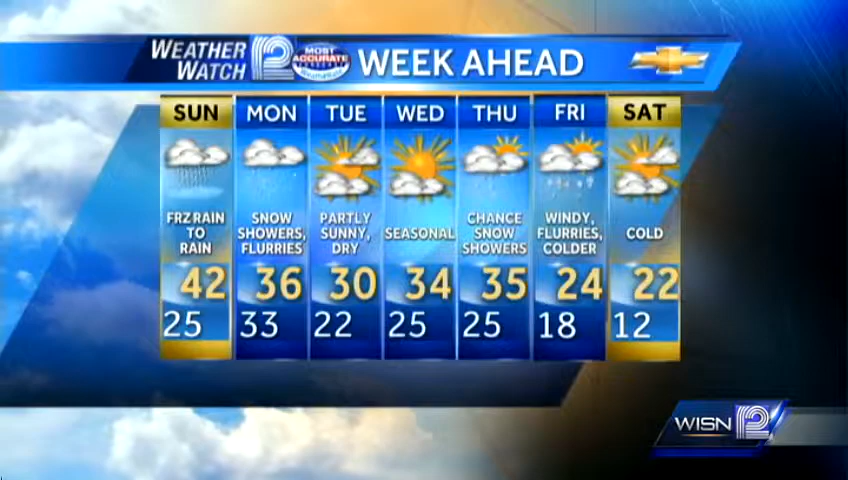 WEATHER WATCH 12
MOST ACCURATE
WEEK AHEAD
SUN MON TUE WED THU FRI SAT
FRZ RAIN TO RAIN
SNOW SHOWERS, FLURRIES
PARTLY SUNNY, DRY
SEASONAL
CHANCE SNOW SHOWERS
WINDY, FLURRIES, COLDER
COLD
42 36 30 34 35 24 22
25 33 22 25 25 18 12
WISN 12